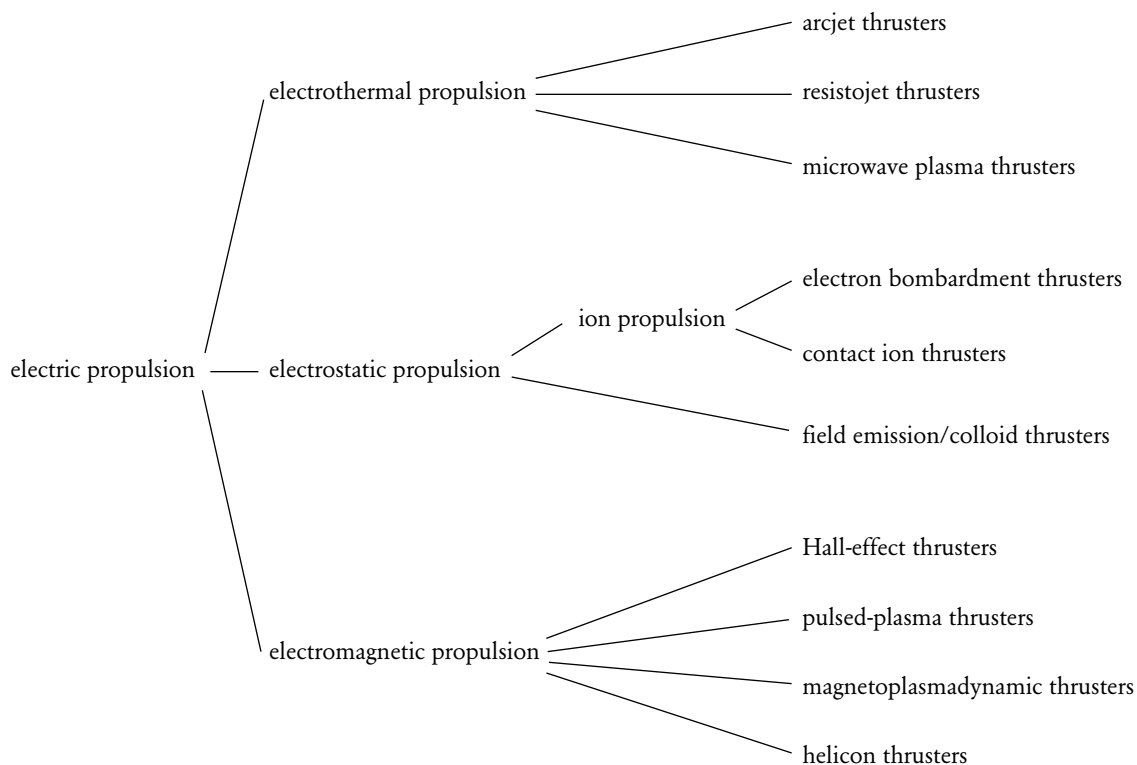 arcjet thrusters
electrothermal propulsion
resistojet thrusters
microwave plasma thrusters
electron bombardment thrusters
ion propulsion
contact ion thrusters
electric propulsion
electrostatic propulsion
field emission/colloid thrusters
Hall-effect thrusters
pulsed-plasma thrusters
electromagnetic propulsion
magnetoplasmadynamic thrusters
helicon thrusters